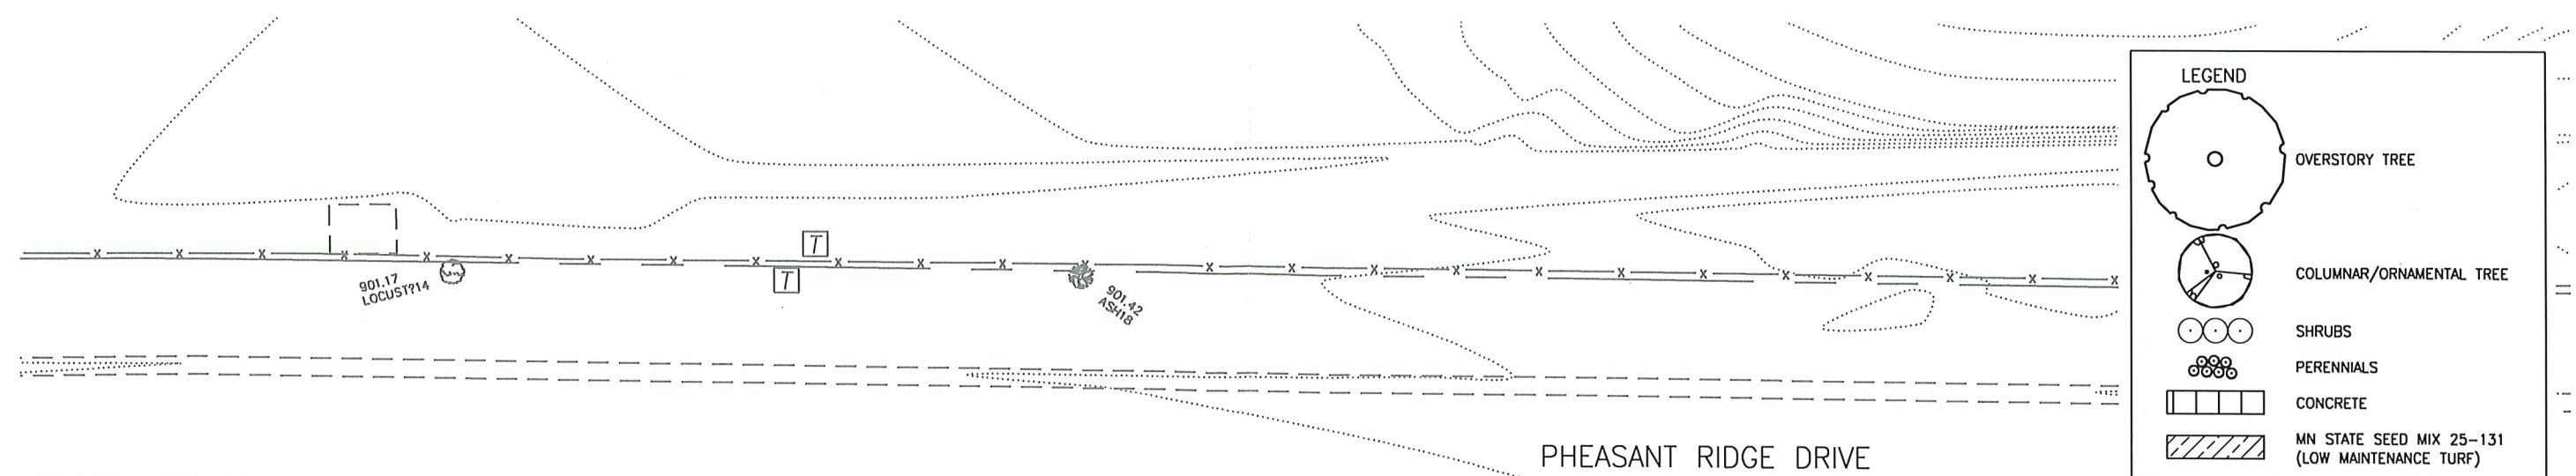 901.17
LOCUST?14
T
T
901.42
ASH18
PHEASANT RIDGE DRIVE
LEGEND
OVERSTORY TREE
COLUMNAR/ORNAMENTAL TREE
SHRUBS
PERENNIALS
CONCRETE
MN STATE SEED MIX 25-131
(LOW MAINTENANCE TURF)